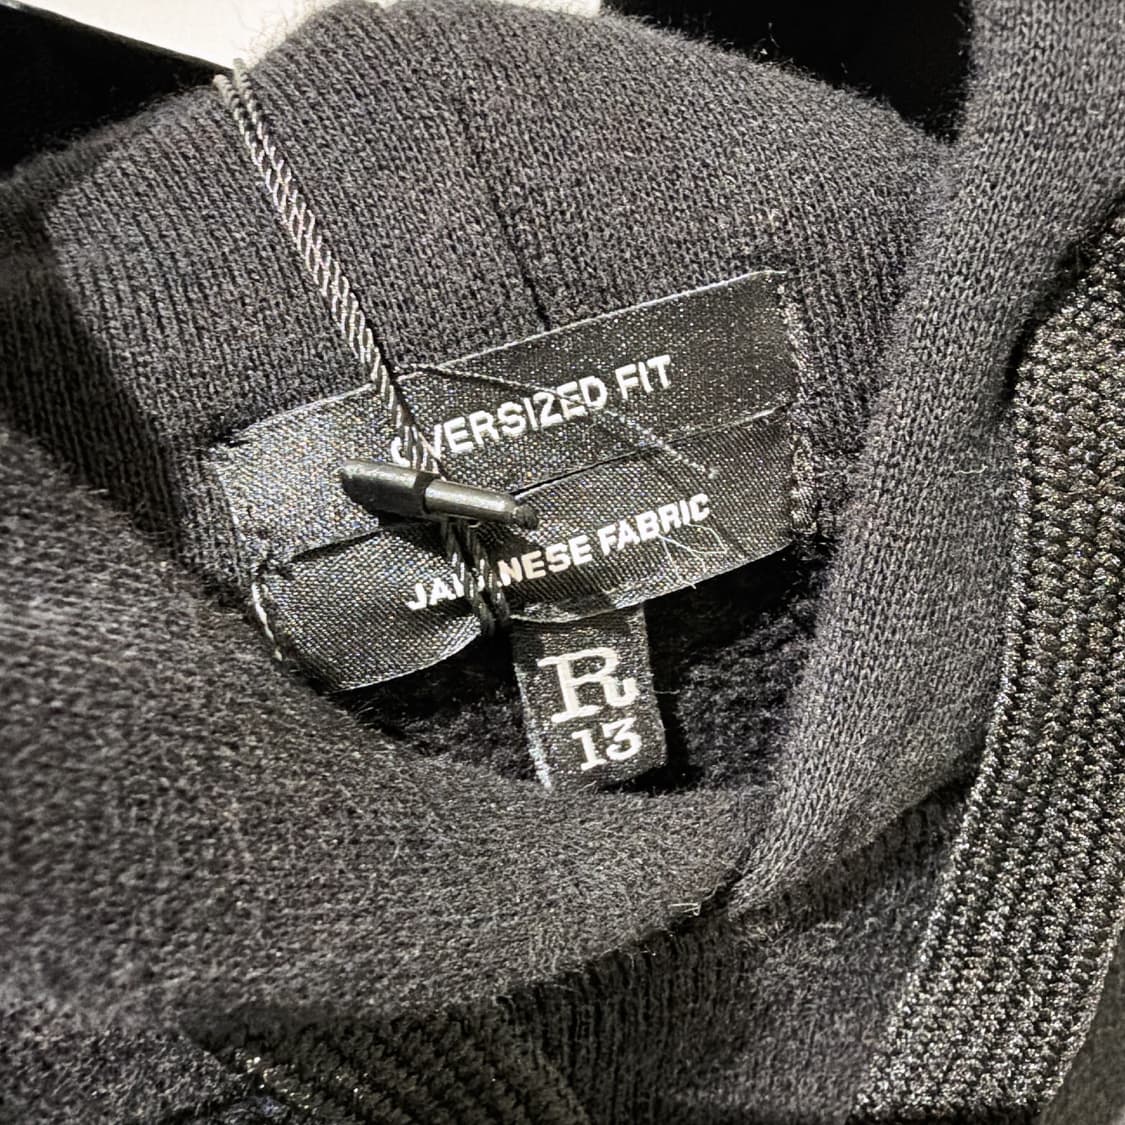 OVERSIZED FIT
JAPANESE FABRIC
R
13